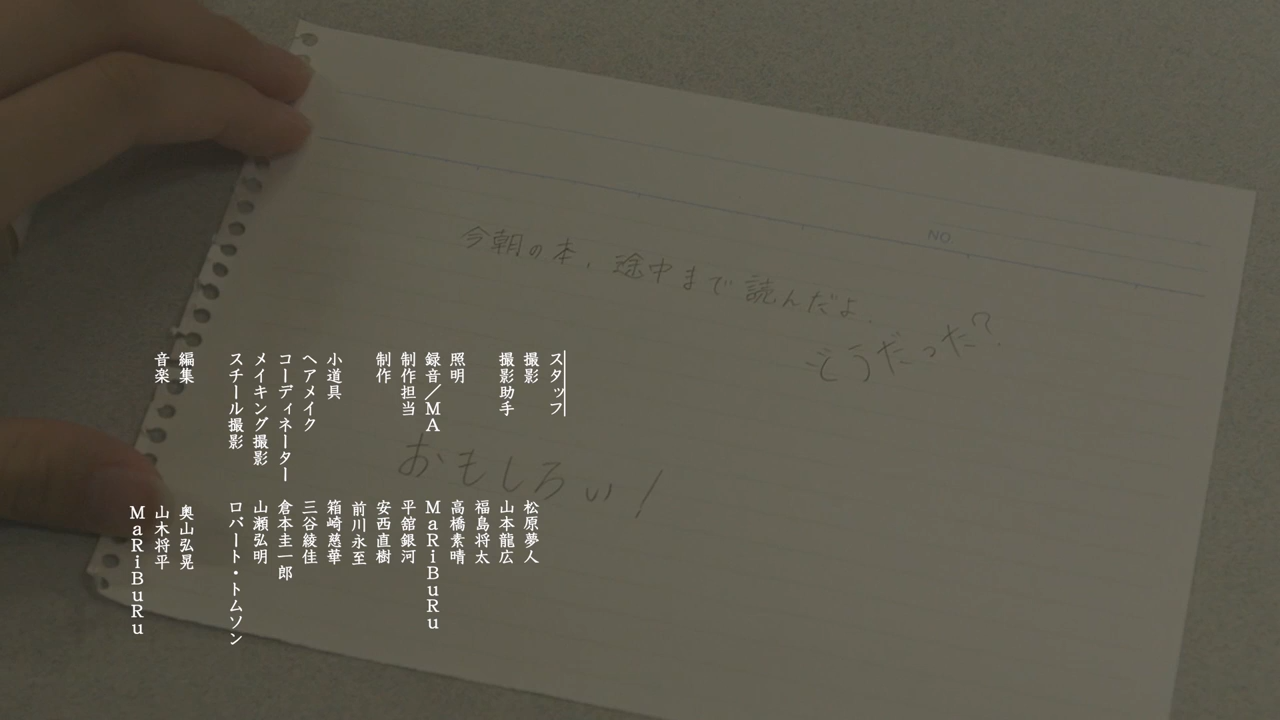 NO
今朝の本、途中まで読んだよ.
どうだった?
おもしろい!
スタッフ
撮影 松原夢人
撮影助手 山本龍広
福島将太
照明 高橋素晴
録音/MA MaRiBuRu
制作担当 平舘銀河
制作 安西直樹
前川永至
小道具 箱崎慈華
ヘアメイク 三谷綾佳
コーディネーター 倉本圭一郎
メイキング撮影 山瀬弘明
スチール撮影 ロバート・トムソン
編集 奥山弘晃
音楽 山木将平
MaRiBuRu